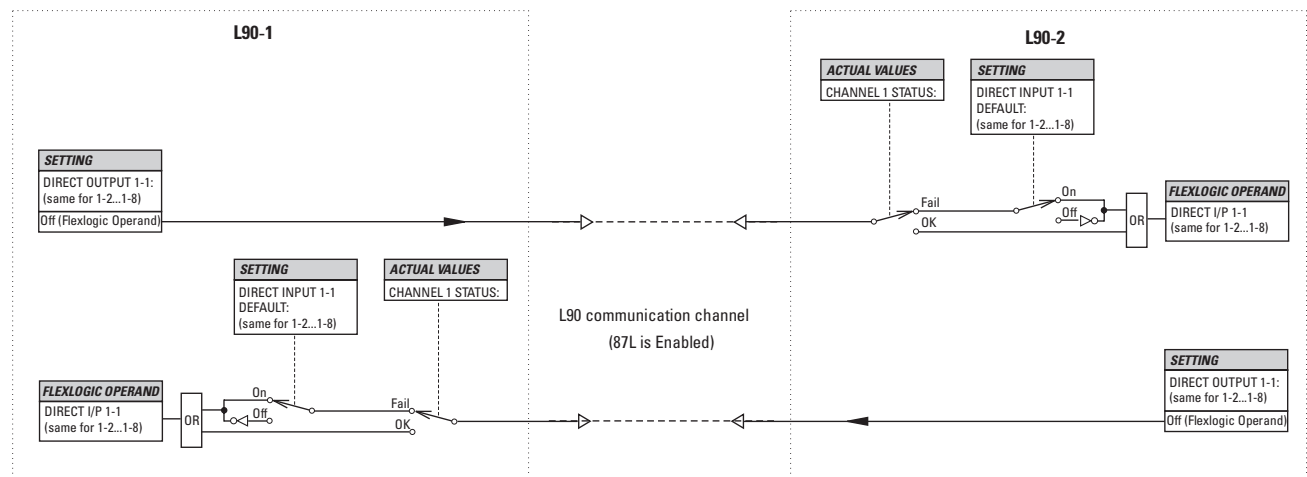 L90-1
L90-2
ACTUAL VALUES
CHANNEL 1 STATUS:
SETTING
DIRECT INPUT 1-1
DEFAULT:
(same for 1-2...1-8)
SETTING
DIRECT OUTPUT 1-1:
(same for 1-2...1-8)
Off (Flexlogic Operand)
Fail
OK
On
Off
OR
FLEXLOGIC OPERAND
DIRECT I/P 1-1
(same for 1-2...1-8)
SETTING
DIRECT INPUT 1-1
DEFAULT:
(same for 1-2...1-8)
ACTUAL VALUES
CHANNEL 1 STATUS:
L90 communication channel
(87L is Enabled)
FLEXLOGIC OPERAND
DIRECT I/P 1-1
(same for 1-2...1-8)
OR
On
Off
Fail
OK
SETTING
DIRECT OUTPUT 1-1:
(same for 1-2...1-8)
Off (Flexlogic Operand)